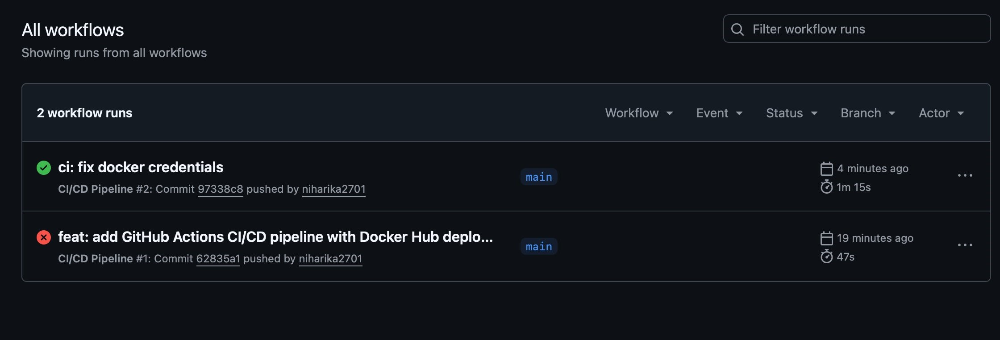 All workflows
Showing runs from all workflows
Filter workflow runs
2 workflow runs
Workflow
Event
Status
Branch
Actor
ci: fix docker credentials
CI/CD Pipeline #2: Commit 97338c8 pushed by niharika2701
main
4 minutes ago
1m 15s
feat: add GitHub Actions CI/CD pipeline with Docker Hub deplo...
CI/CD Pipeline #1: Commit 62835a1 pushed by niharika2701
main
19 minutes ago
47s